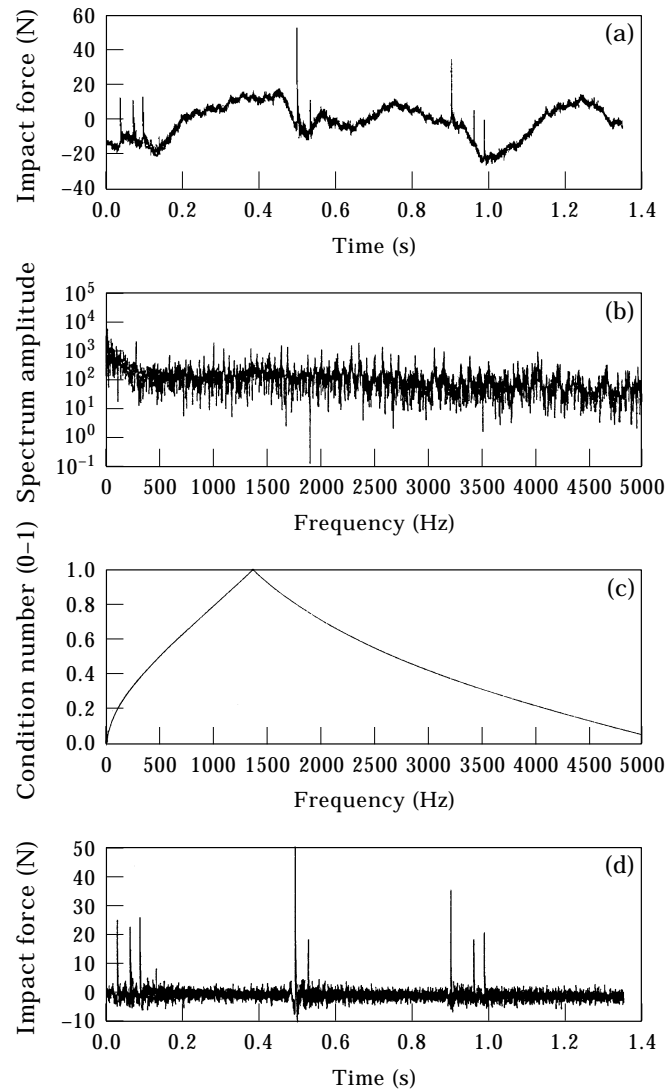 (a)
Impact force (N)
60
40
20
0
−20
−40
0.0 0.2 0.4 0.6 0.8 1.0 1.2 1.4
Time (s)
(b)
Spectrum amplitude
10^5
10^4
10^3
10^2
10^1
10^0
10^−1
0 500 1000 1500 2000 2500 3000 3500 4000 4500 5000
Frequency (Hz)
(c)
Condition number (0–1)
1.0
0.8
0.6
0.4
0.2
0.0
0 500 1000 1500 2000 2500 3000 3500 4000 4500 5000
Frequency (Hz)
(d)
Impact force (N)
50
40
30
20
10
0
−10
0.0 0.2 0.4 0.6 0.8 1.0 1.2 1.4
Time (s)